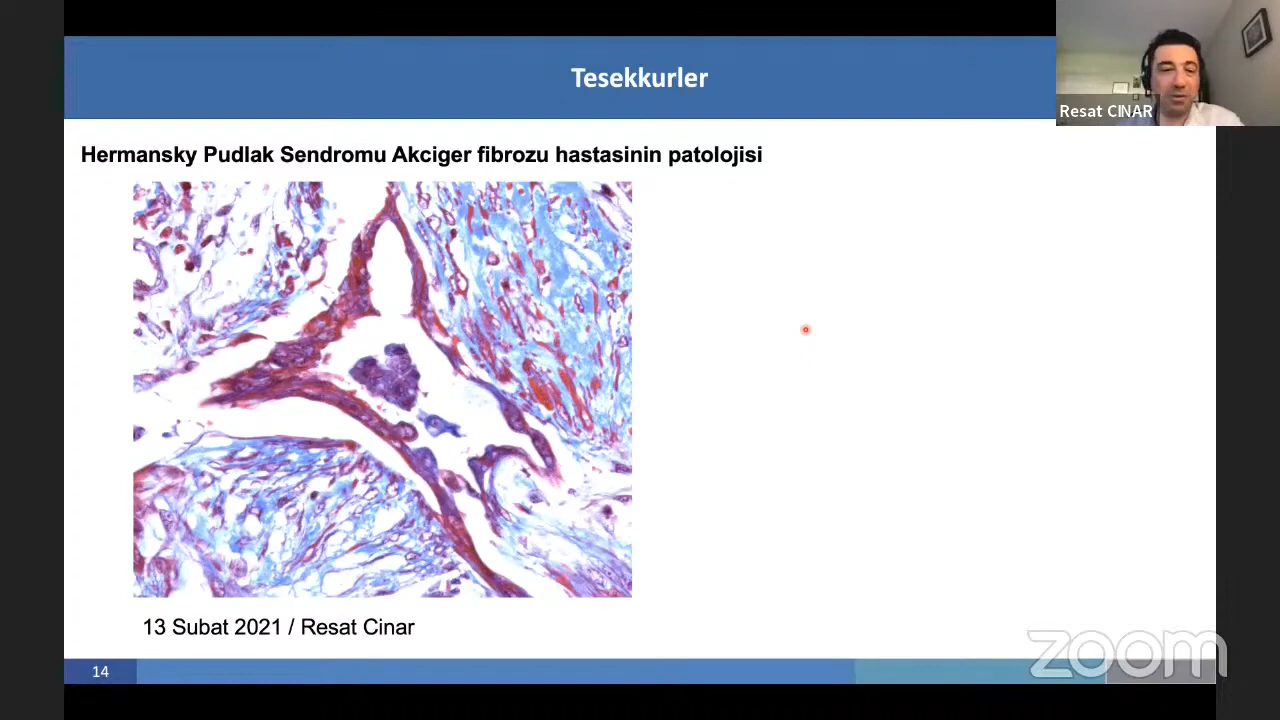 Tesekkurler
Resat CINAR
Hermansky Pudlak Sendromu Akciger fibrozu hastasinin patolojisi
13 Subat 2021 / Resat Cinar
14
zoom